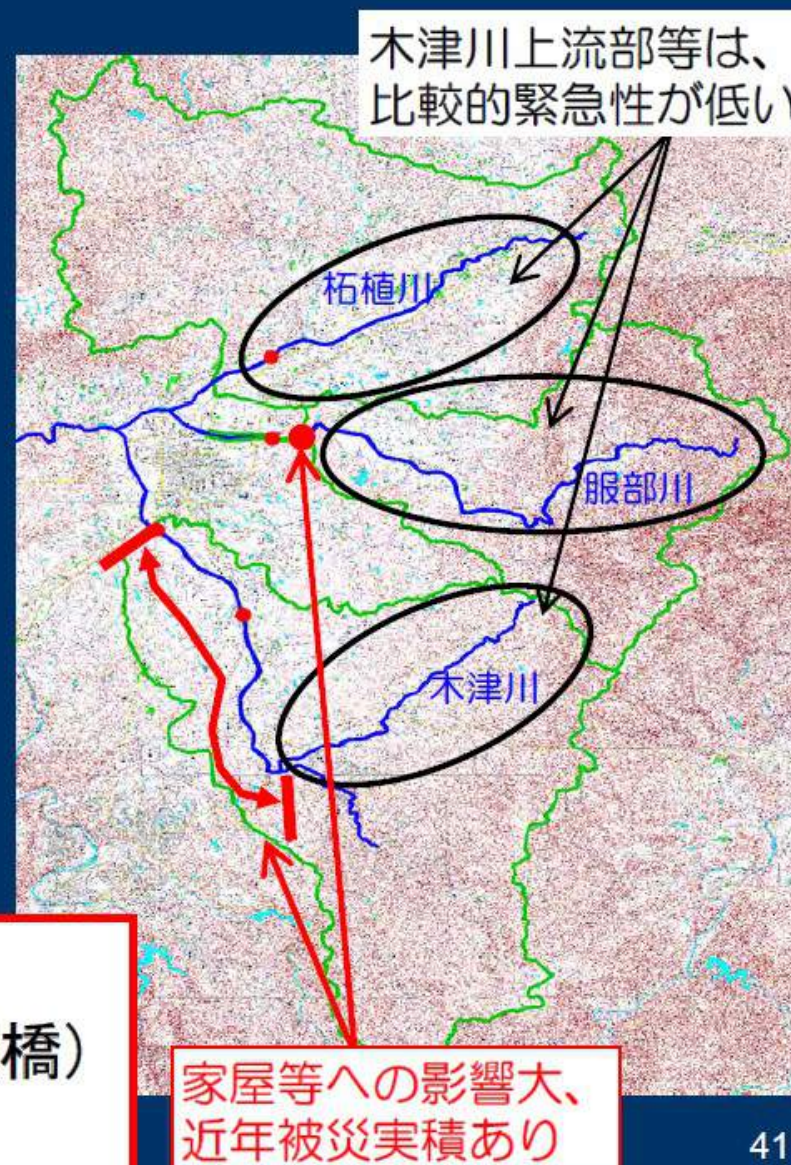 木津川上流部等は、
比較的緊急性が低い
柘植川
服部川
木津川
橋）
家屋等への影響大、
近年被災実績あり
41